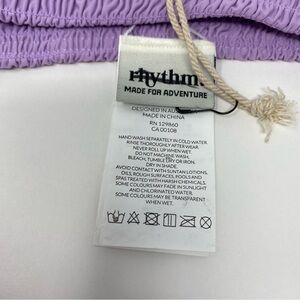 rhythm
MADE FOR ADVENTURE
DESIGNED IN AUS
MADE IN CHINA
RN 129860
CA 00108
HAND WASH SEPARATELY IN COLD WATER.
RINSE THOROUGHLY AFTER WEAR
NEVER ROLL UP WHEN WET.
DO NOT MACHINE WASH,
BLEACH, TUMBLE DRY OR IRON.
DRY IN SHADE.
AVOID CONTACT WITH SUNTAN LOTIONS,
OILS, ROUGH SURFACES, POOLS AND
SPAS TREATED WITH HARSH CHEMICALS.
SOME COLOURS MAY FADE IN SUNLIGHT
AND CHLORINATED WATER.
SOME COLOURS MAY BE TRANSPARENT
WHEN WET.